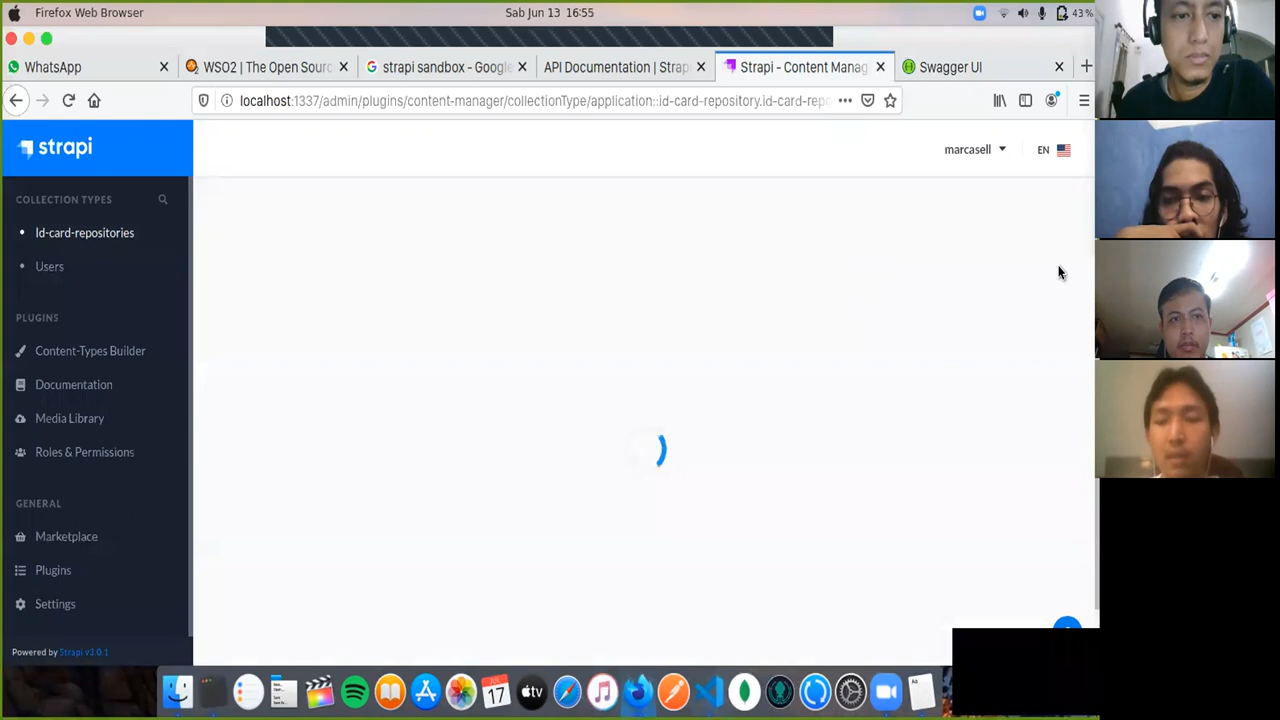 Firefox Web Browser
Sab Jun 13 16:55
43%
WhatsApp
WSO2 | The Open Sourc
strapi sandbox - Google
API Documentation | Strap
Strapi - Content Manag
Swagger UI
localhost:1337/admin/plugins/content-manager/collectionType/application::id-card-repository.id-card-repo
strapi
marcasell
EN
COLLECTION TYPES
Id-card-repositories
Users
PLUGINS
Content-Types Builder
Documentation
Media Library
Roles & Permissions
GENERAL
Marketplace
Plugins
Settings
Powered by Strapi v3.0.1
17
tv